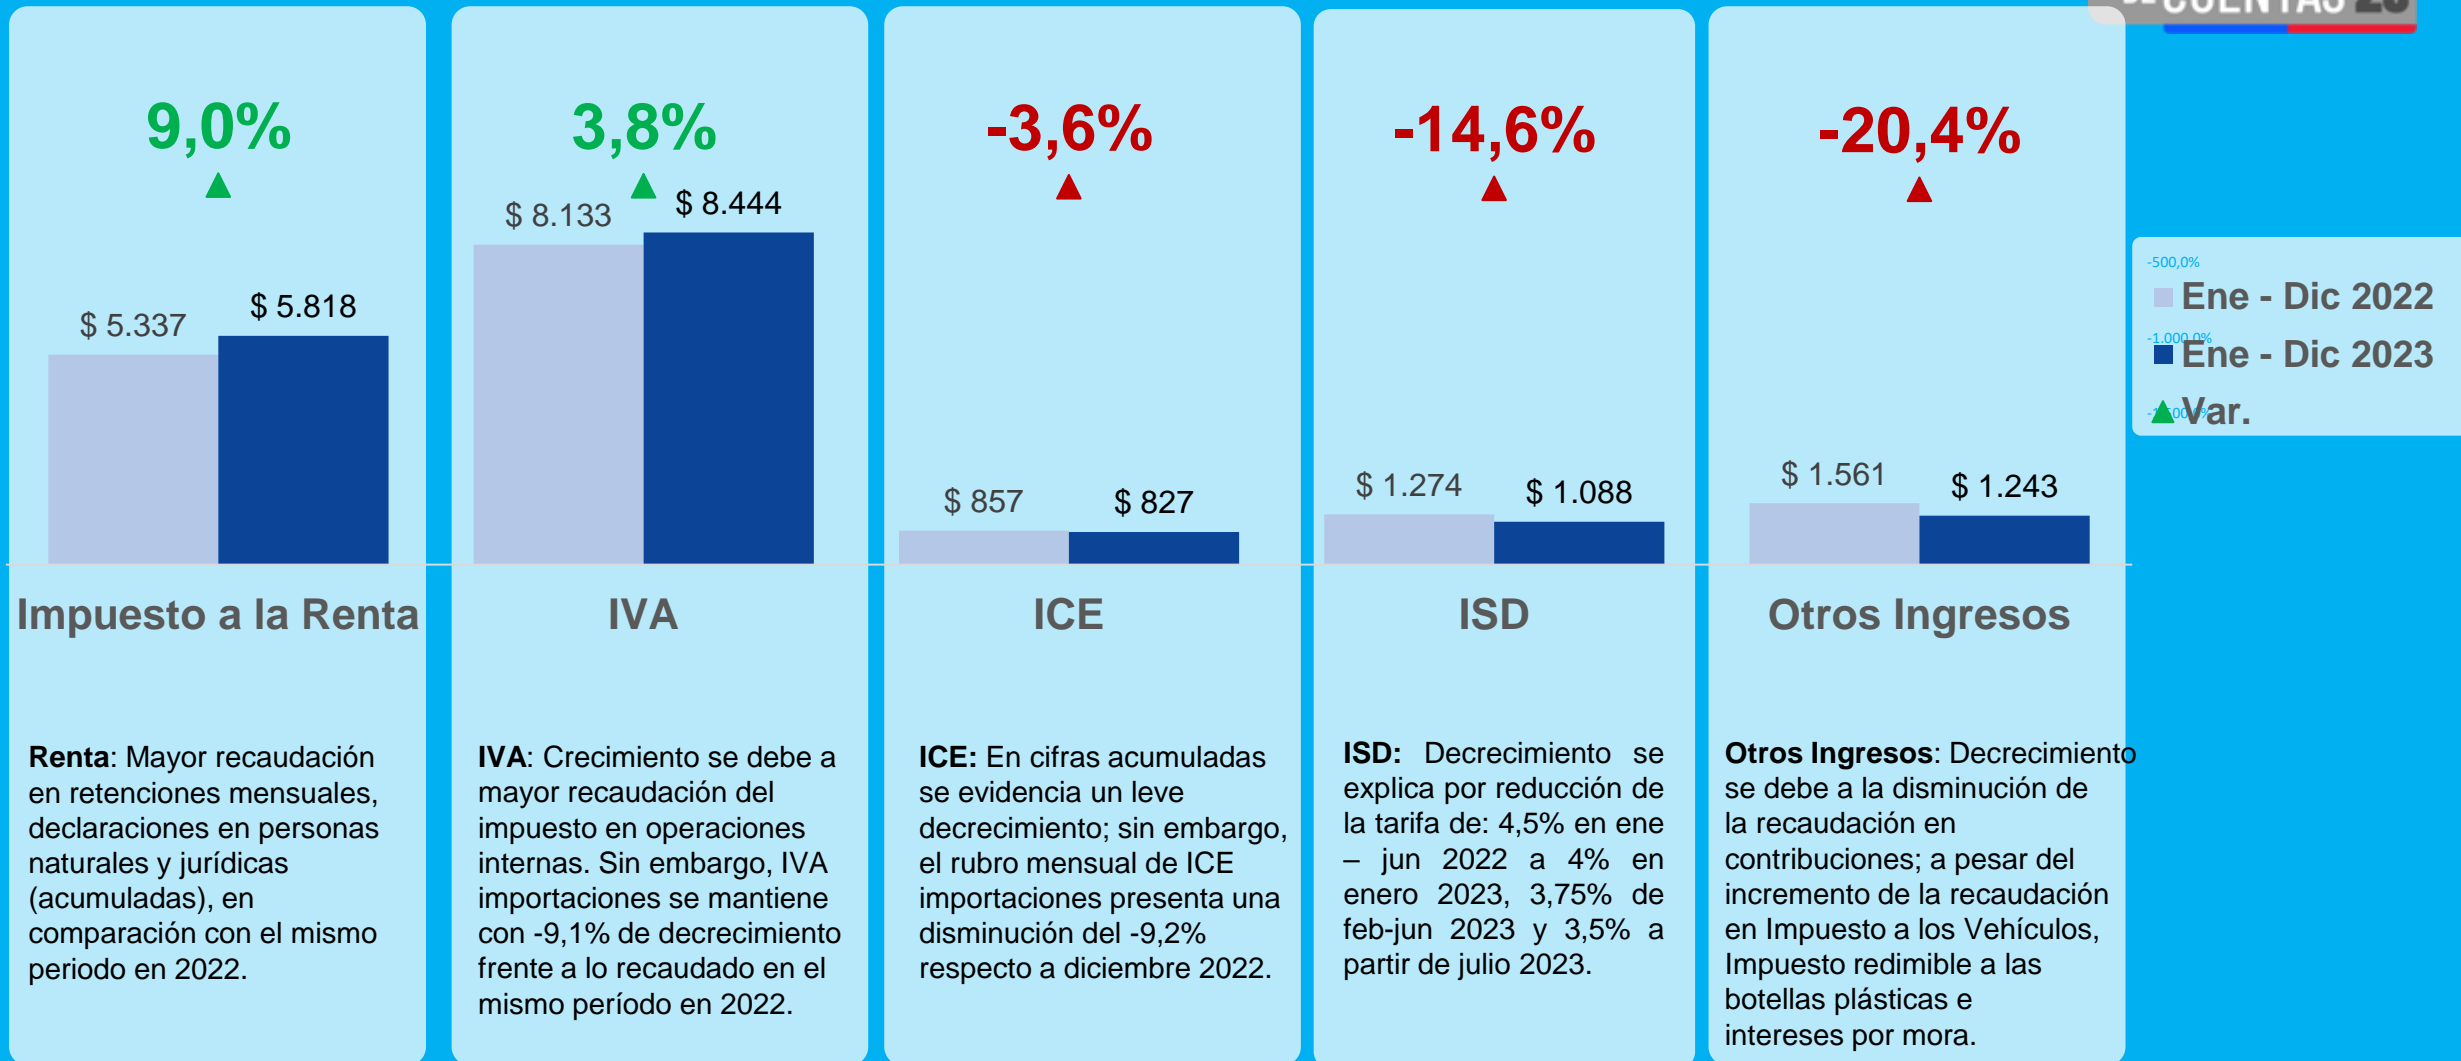 DE CUENTAS 23
9,0%
3,8%
-3,6%
-14,6%
-20,4%
$ 5.337
$ 5.818
$ 8.133
$ 8.444
$ 857
$ 827
$ 1.274
$ 1.088
$ 1.561
$ 1.243
-500,0%
Ene - Dic 2022
-1.000,0%
Ene - Dic 2023
Var.
Impuesto a la Renta
IVA
ICE
ISD
Otros Ingresos
Renta: Mayor recaudación
en retenciones mensuales,
declaraciones en personas
naturales y jurídicas
(acumuladas), en
comparación con el mismo
periodo en 2022.
IVA: Crecimiento se debe a
mayor recaudación del
impuesto en operaciones
internas. Sin embargo, IVA
importaciones se mantiene
con -9,1% de decrecimiento
frente a lo recaudado en el
mismo período en 2022.
ICE: En cifras acumuladas
se evidencia un leve
decrecimiento; sin embargo,
el rubro mensual de ICE
importaciones presenta una
disminución del -9,2%
respecto a diciembre 2022.
ISD: Decrecimiento se
explica por reducción de
la tarifa de: 4,5% en ene
– jun 2022 a 4% en
enero 2023, 3,75% de
feb-jun 2023 y 3,5% a
partir de julio 2023.
Otros Ingresos: Decrecimiento
se debe a la disminución de
la recaudación en
contribuciones; a pesar del
incremento de la recaudación
en Impuesto a los Vehículos,
Impuesto redimible a las
botellas plásticas e
intereses por mora.